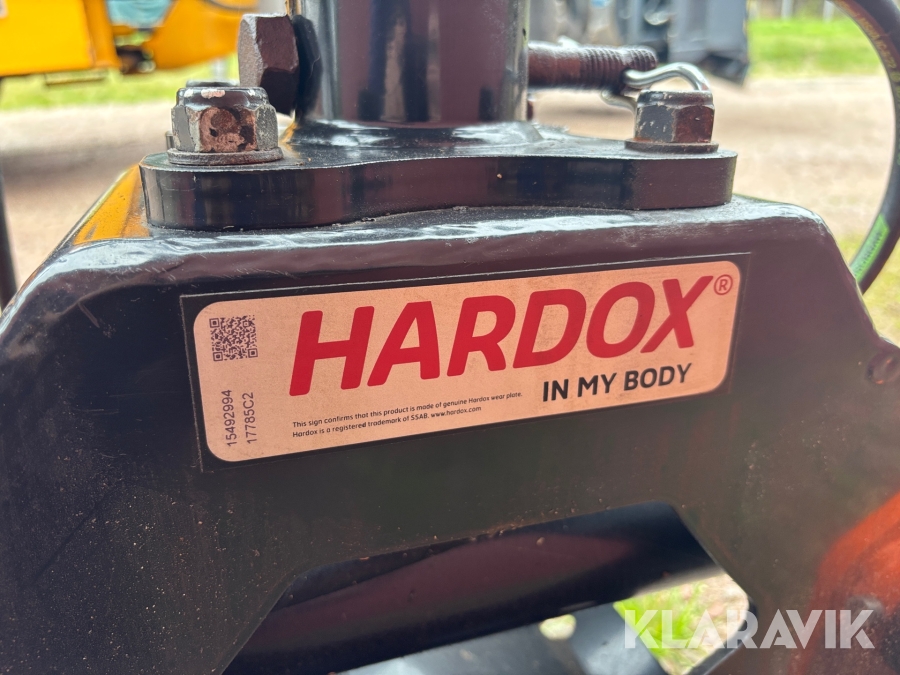 HARDOX®
IN MY BODY
This sign confirms that this product is made of genuine Hardox wear plate.
Hardox is a registered trademark of SSAB. www.hardox.com
15492994
17785C2
KLARAVIK